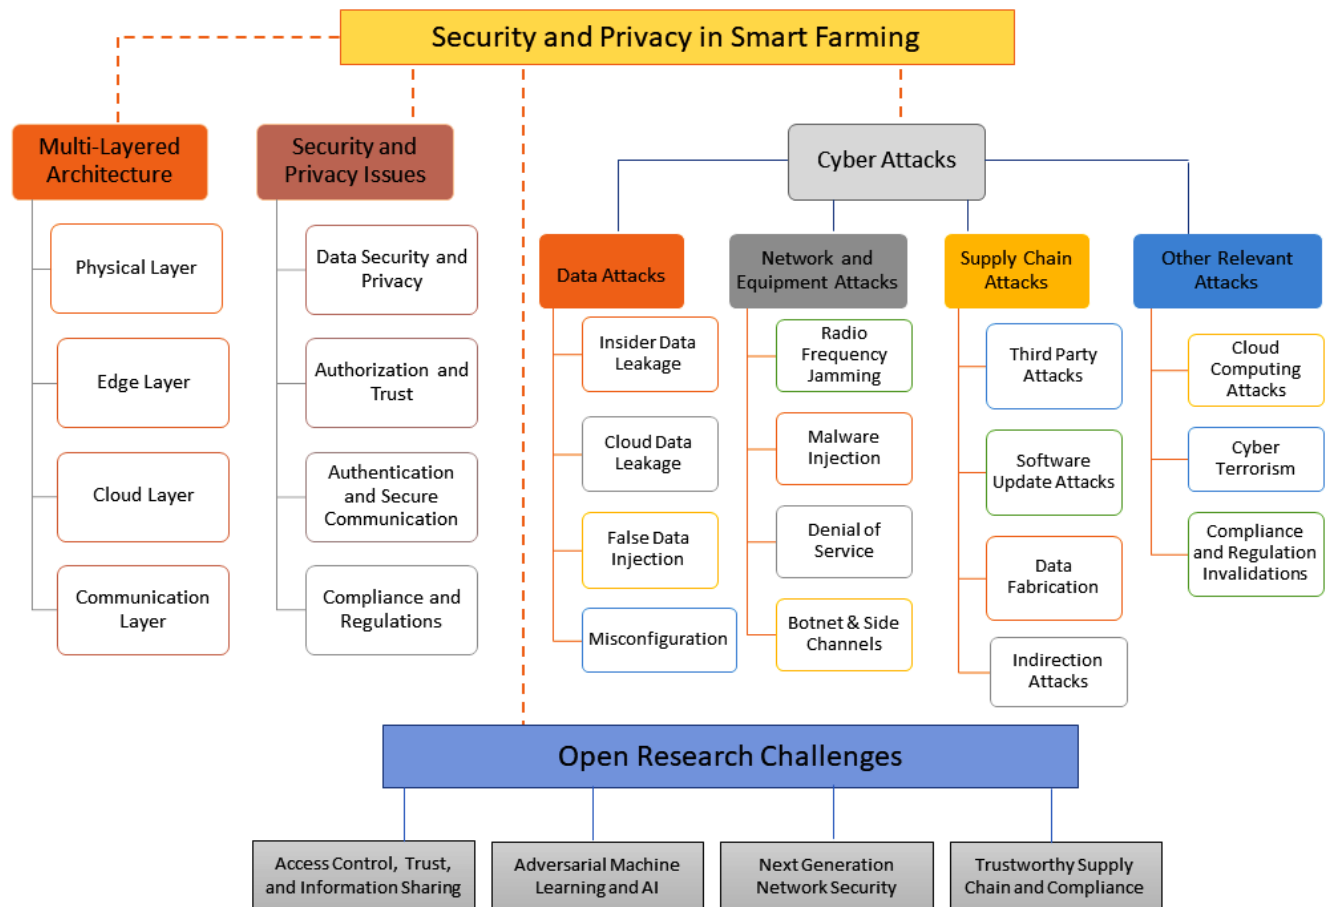 Security and Privacy in Smart Farming
Multi-Layered
Architecture
Physical Layer
Edge Layer
Cloud Layer
Communication
Layer
Security and
Privacy Issues
Data Security and
Privacy
Authorization and
Trust
Authentication
and Secure
Communication
Compliance and
Regulations
Cyber Attacks
Data Attacks
Insider Data
Leakage
Cloud Data
Leakage
False Data
Injection
Misconfiguration
Network and
Equipment Attacks
Radio
Frequency
Jamming
Malware
Injection
Denial of
Service
Botnet & Side
Channels
Supply Chain
Attacks
Third Party
Attacks
Software
Update Attacks
Data
Fabrication
Indirection
Attacks
Other Relevant
Attacks
Cloud
Computing
Attacks
Cyber
Terrorism
Compliance
and Regulation
Invalidations
Open Research Challenges
Access Control, Trust,
and Information Sharing
Adversarial Machine
Learning and AI
Next Generation
Network Security
Trustworthy Supply
Chain and Compliance